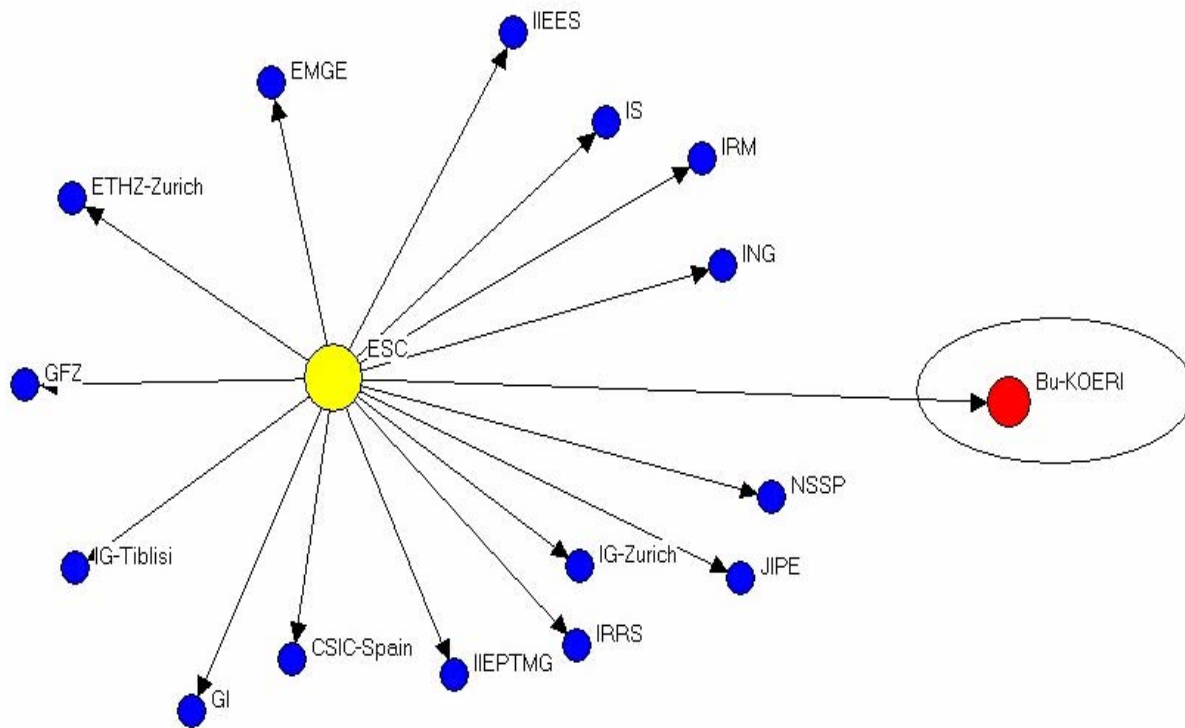 IIEES
EMGE
IS
IRM
ETHZ-Zurich
ING
ESC
GFZ
Bu-KOERI
NSSP
IG-Tiblisi
IG-Zurich
JIPE
CSIC-Spain
IRRS
IIEPTMG
GI